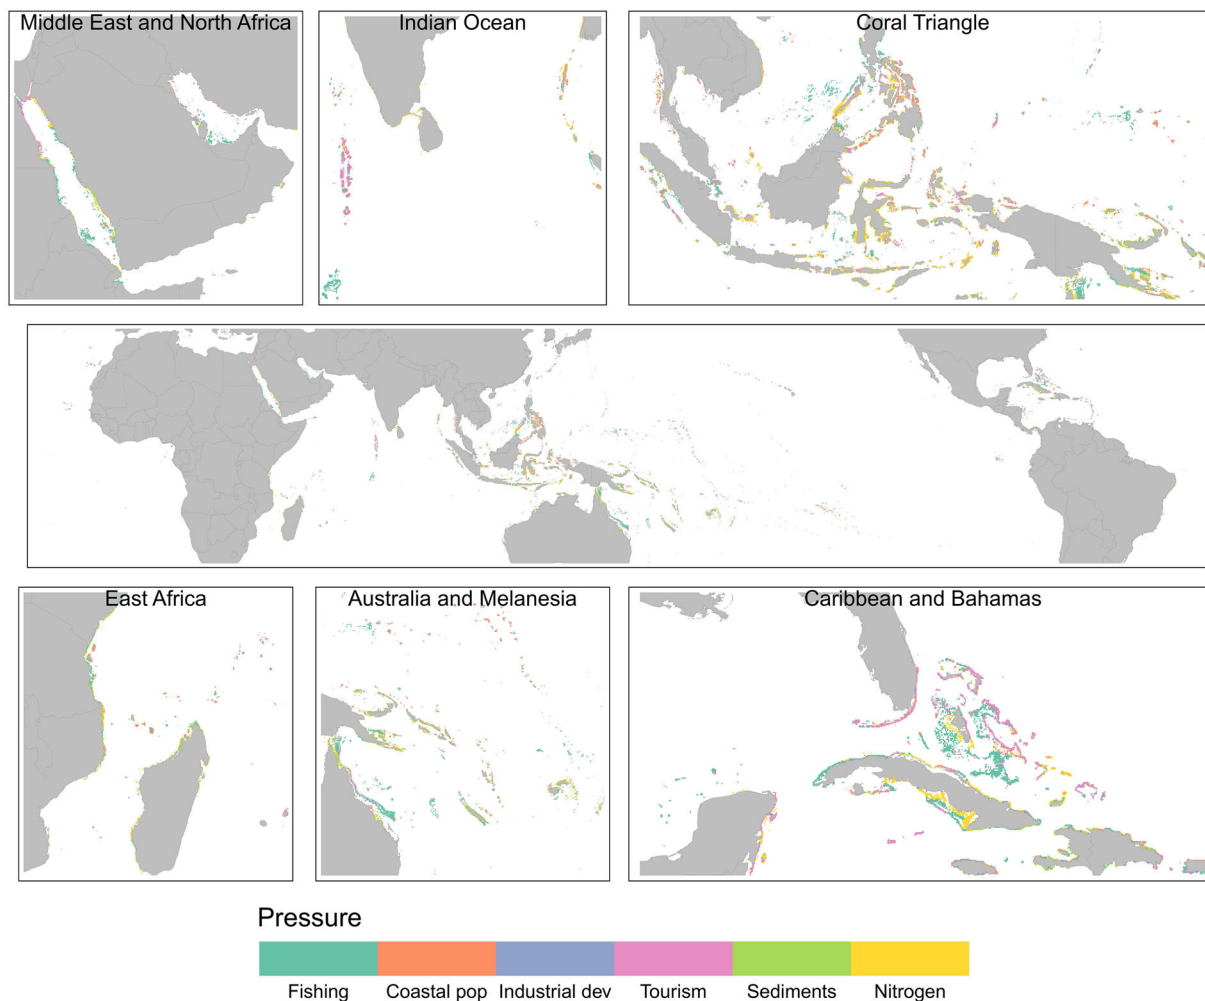 Middle East and North Africa
Indian Ocean
Coral Triangle
East Africa
Australia and Melanesia
Caribbean and Bahamas
Pressure
Fishing
Coastal pop
Industrial dev
Tourism
Sediments
Nitrogen